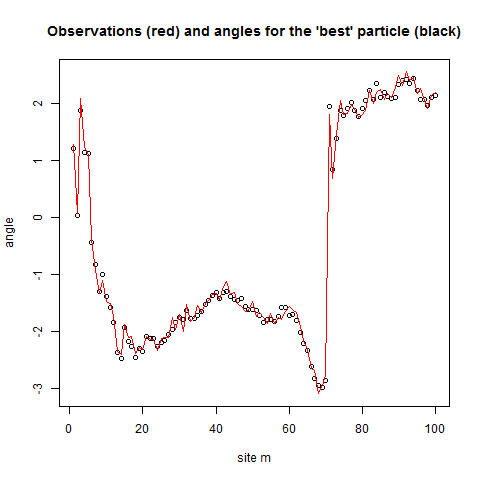 Observations (red) and angles for the 'best' particle (black)
2
1
0
-1
-2
-3
angle
0 20 40 60 80 100
site m